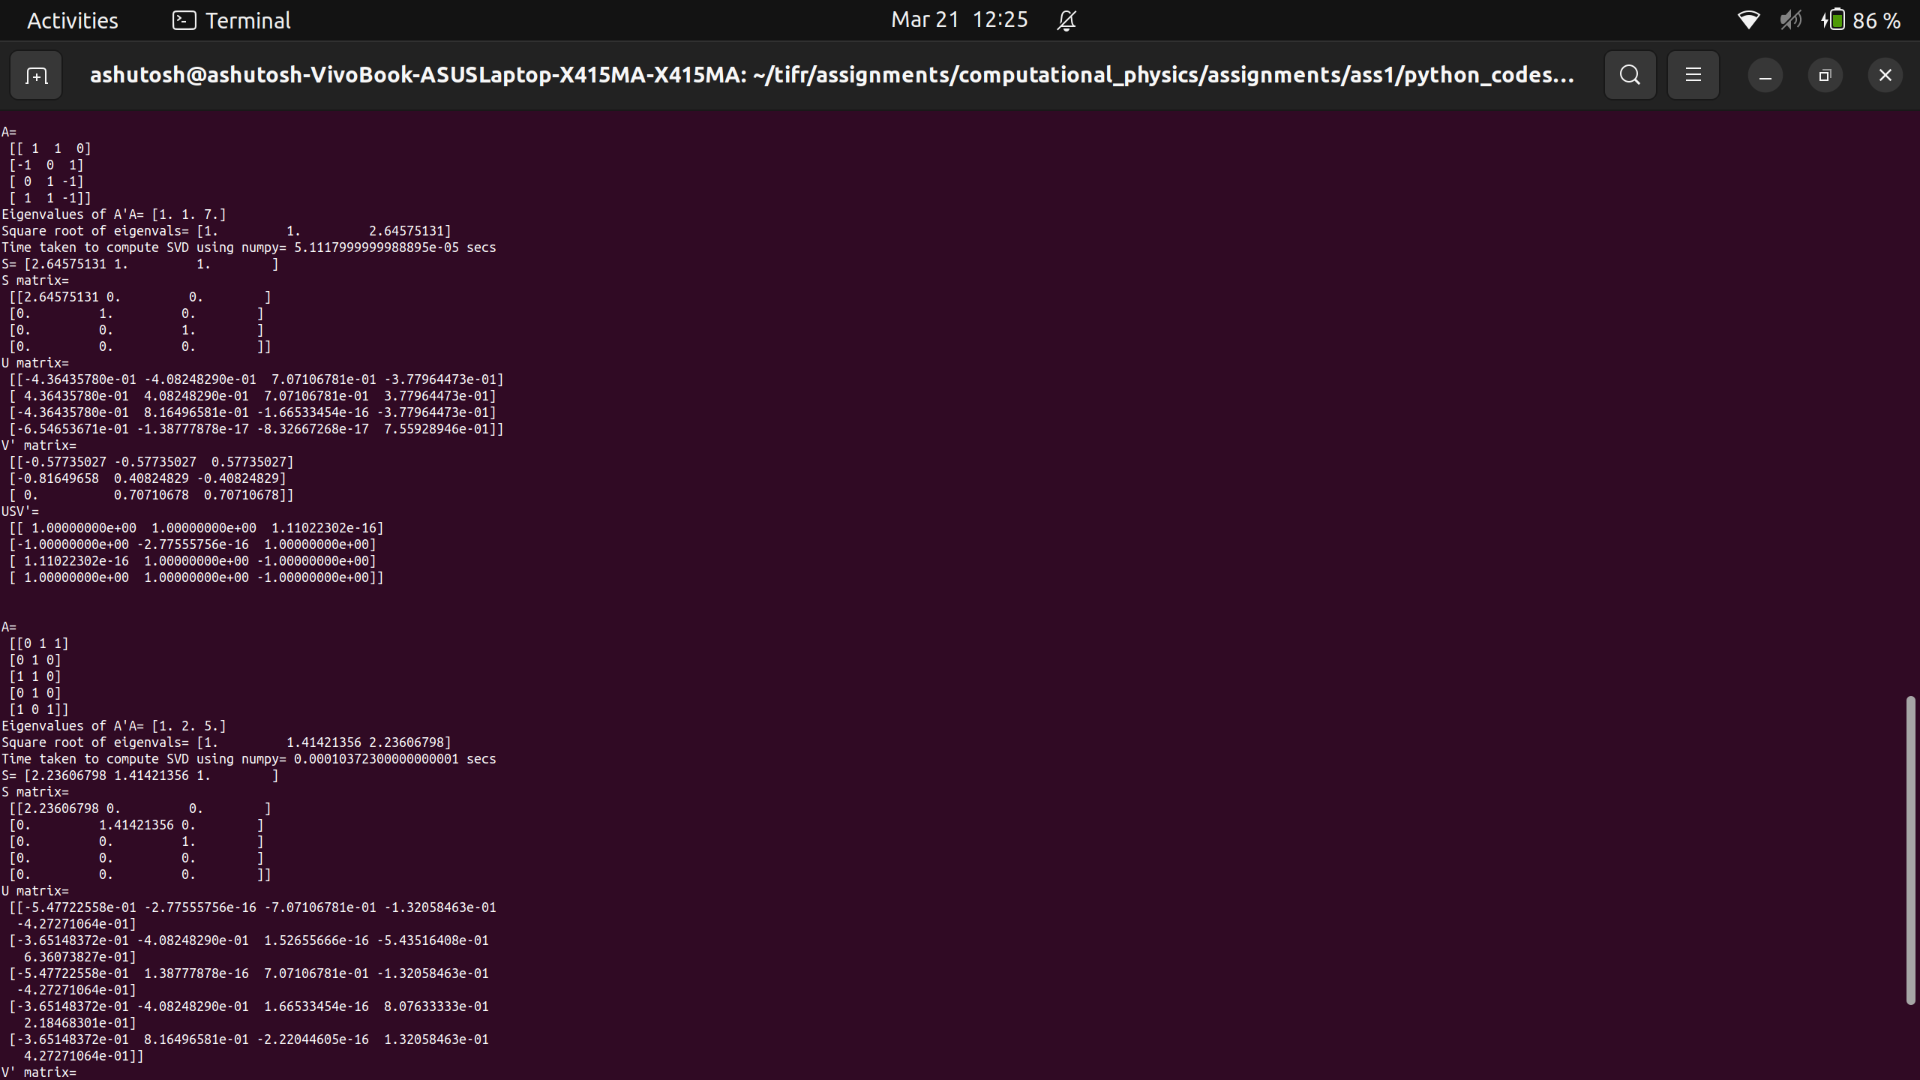 Activities Terminal Mar 21 12:25 86 %
ashutosh@ashutosh-VivoBook-ASUSLaptop-X415MA-X415MA: ~/tifr/assignments/computational_physics/assignments/ass1/python_codes...
A=
 [[ 1  1  0]
 [-1  0  1]
 [ 0  1 -1]
 [ 1  1 -1]]
Eigenvalues of A'A= [1. 1. 7.]
Square root of eigenvals= [1.         1.         2.64575131]
Time taken to compute SVD using numpy= 5.1117999999988895e-05 secs
S= [2.64575131 1.         1.        ]
S matrix=
 [[2.64575131 0.         0.        ]
 [0.         1.         0.        ]
 [0.         0.         1.        ]
 [0.         0.         0.        ]]
U matrix=
 [[-4.36435780e-01 -4.08248290e-01  7.07106781e-01 -3.77964473e-01]
 [ 4.36435780e-01  4.08248290e-01  7.07106781e-01  3.77964473e-01]
 [-4.36435780e-01  8.16496581e-01 -1.66533454e-16 -3.77964473e-01]
 [-6.54653671e-01 -1.38777878e-17 -8.32667268e-17  7.55928946e-01]]
V' matrix=
 [[-0.57735027 -0.57735027  0.57735027]
 [-0.81649658  0.40824829 -0.40824829]
 [ 0.          0.70710678  0.70710678]]
USV'=
 [[ 1.00000000e+00  1.00000000e+00  1.11022302e-16]
 [-1.00000000e+00 -2.77555756e-16  1.00000000e+00]
 [ 1.11022302e-16  1.00000000e+00 -1.00000000e+00]
 [ 1.00000000e+00  1.00000000e+00 -1.00000000e+00]]
A=
 [[0 1 1]
 [0 1 0]
 [1 1 0]
 [0 1 0]
 [1 0 1]]
Eigenvalues of A'A= [1. 2. 5.]
Square root of eigenvals= [1.         1.41421356 2.23606798]
Time taken to compute SVD using numpy= 0.00010372300000000001 secs
S= [2.23606798 1.41421356 1.        ]
S matrix=
 [[2.23606798 0.         0.        ]
 [0.         1.41421356 0.        ]
 [0.         0.         1.        ]
 [0.         0.         0.        ]
 [0.         0.         0.        ]]
U matrix=
 [[-5.47722558e-01 -2.77555756e-16 -7.07106781e-01 -1.32058463e-01
  -4.27271064e-01]
 [-3.65148372e-01 -4.08248290e-01  1.52655666e-16 -5.43516408e-01
   6.36073827e-01]
 [-5.47722558e-01  1.38777878e-16  7.07106781e-01 -1.32058463e-01
  -4.27271064e-01]
 [-3.65148372e-01 -4.08248290e-01  1.66533454e-16  8.07633333e-01
   2.18468301e-01]
 [-3.65148372e-01  8.16496581e-01 -2.22044605e-16  1.32058463e-01
   4.27271064e-01]]
V' matrix=